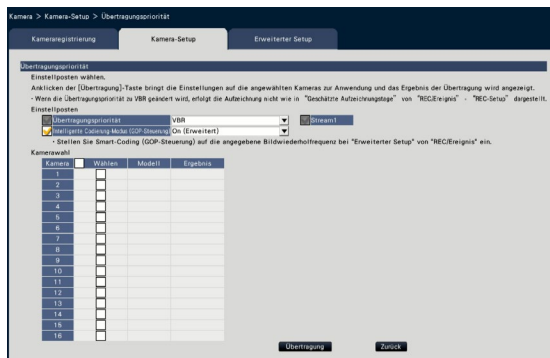 Kamera > Kamera-Setup > Übertragungspriorität
Kameraregistrierung Kamera-Setup Erweiterter Setup
Übertragungspriorität
Einstellposten wählen.
Anklicken der [Übertragung]-Taste bringt die Einstellungen auf die angewählten Kameras zur Anwendung und das Ergebnis der Übertragung wird angezeigt.
· Wenn die Übertragungspriorität zu VBR geändert wird, erfolgt die Aufzeichnung nicht wie in "Geschätzte Aufzeichnungstage" von "REC/Ereignis" - "REC-Setup" dargestellt.
Einstellposten
Übertragungspriorität VBR Stream1
Intelligente Codierung-Modus (GOP-Steuerung) On (Erweitert)
· Stellen Sie Smart-Coding (GOP-Steuerung) auf die angegebene Bildwiederholfrequenz bei "Erweiterter Setup" von "REC/Ereignis" ein.
Kamerawahl
Kamera Wählen Modell Ergebnis
1
2
3
4
5
6
7
8
9
10
11
12
13
14
15
16
Übertragung Zurück